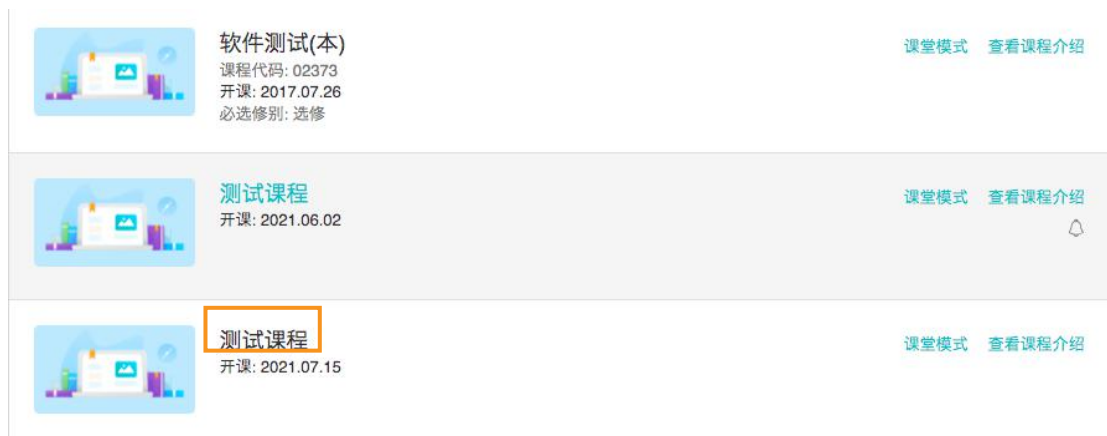 软件测试(本)
课堂模式 查看课程介绍
课程代码: 02373
开课: 2017.07.26
必选修别: 选修
测试课程
课堂模式 查看课程介绍
开课: 2021.06.02
测试课程
课堂模式 查看课程介绍
开课: 2021.07.15